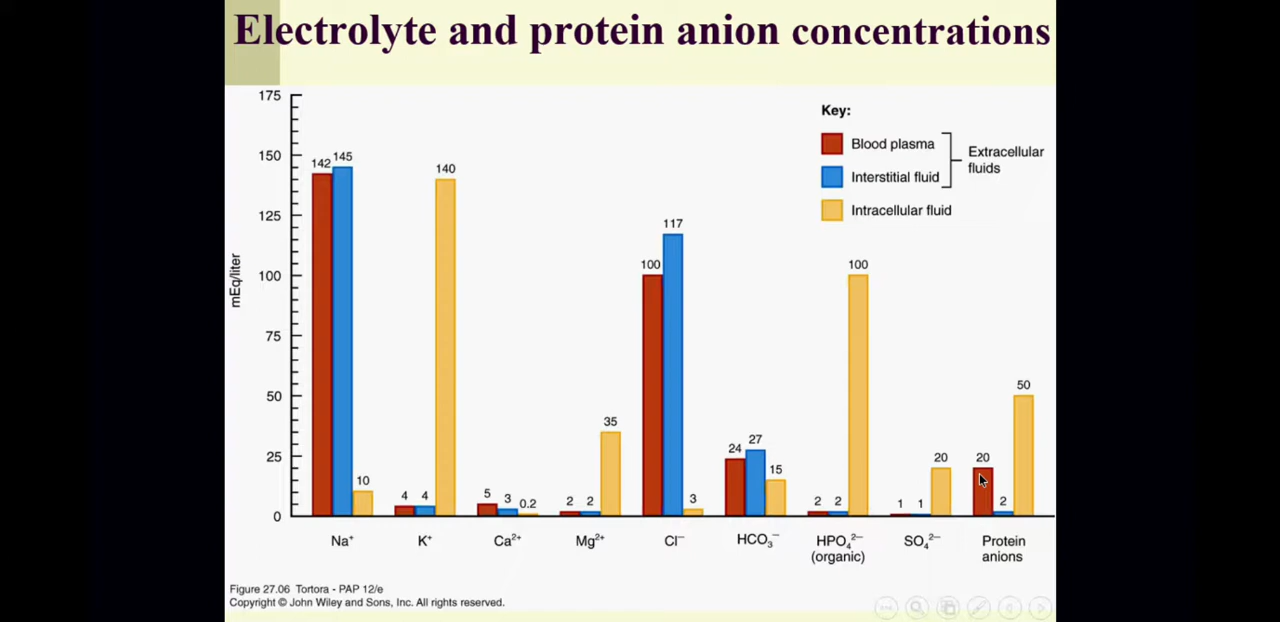 Electrolyte and protein anion concentrations
175
150
125
100
75
50
25
0
mEq/liter
Key:
Blood plasma
Interstitial fluid
Extracellular
fluids
Intracellular fluid
142 145 10
4 4 140
5 3 0.2
2 2 35
100 117 3
24 27 15
2 2 100
1 1 20
20 2 50
Na⁺ K⁺ Ca²⁺ Mg²⁺ Cl⁻ HCO₃⁻ HPO₄²⁻ SO₄²⁻ Protein
(organic) anions
Figure 27.06 Tortora - PAP 12/e
Copyright © John Wiley and Sons, Inc. All rights reserved.